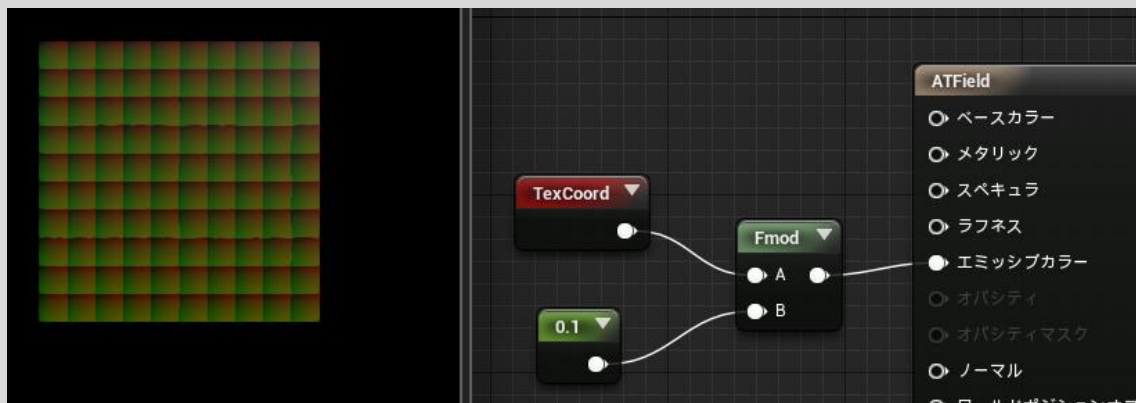 ATField
ベースカラー
メタリック
スペキュラ
ラフネス
エミッシブカラー
オパシティ
オパシティマスク
ノーマル
TexCoord
Fmod
A
B
0.1